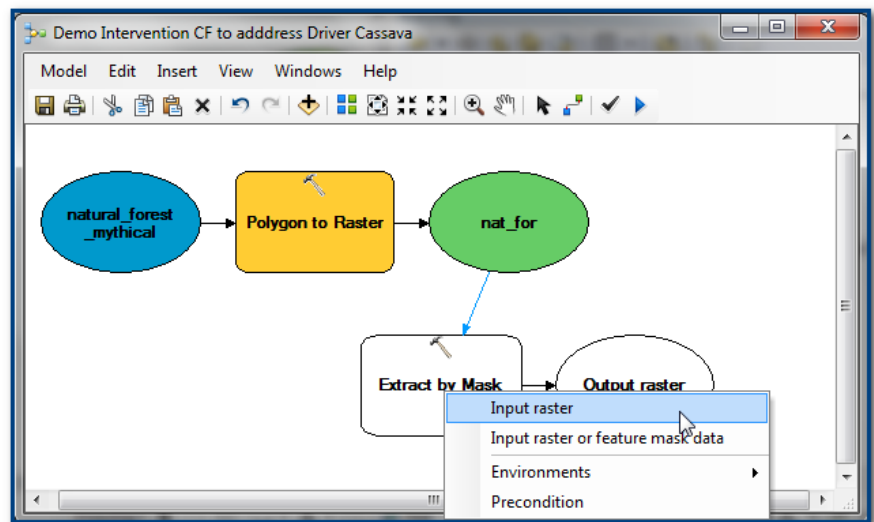 Demo Intervention CF to adddress Driver Cassava
Model Edit Insert View Windows Help
natural_forest
_mythical
Polygon to Raster
nat_for
Extract by Mask
Output raster
Input raster
Input raster or feature mask data
Environments
Precondition